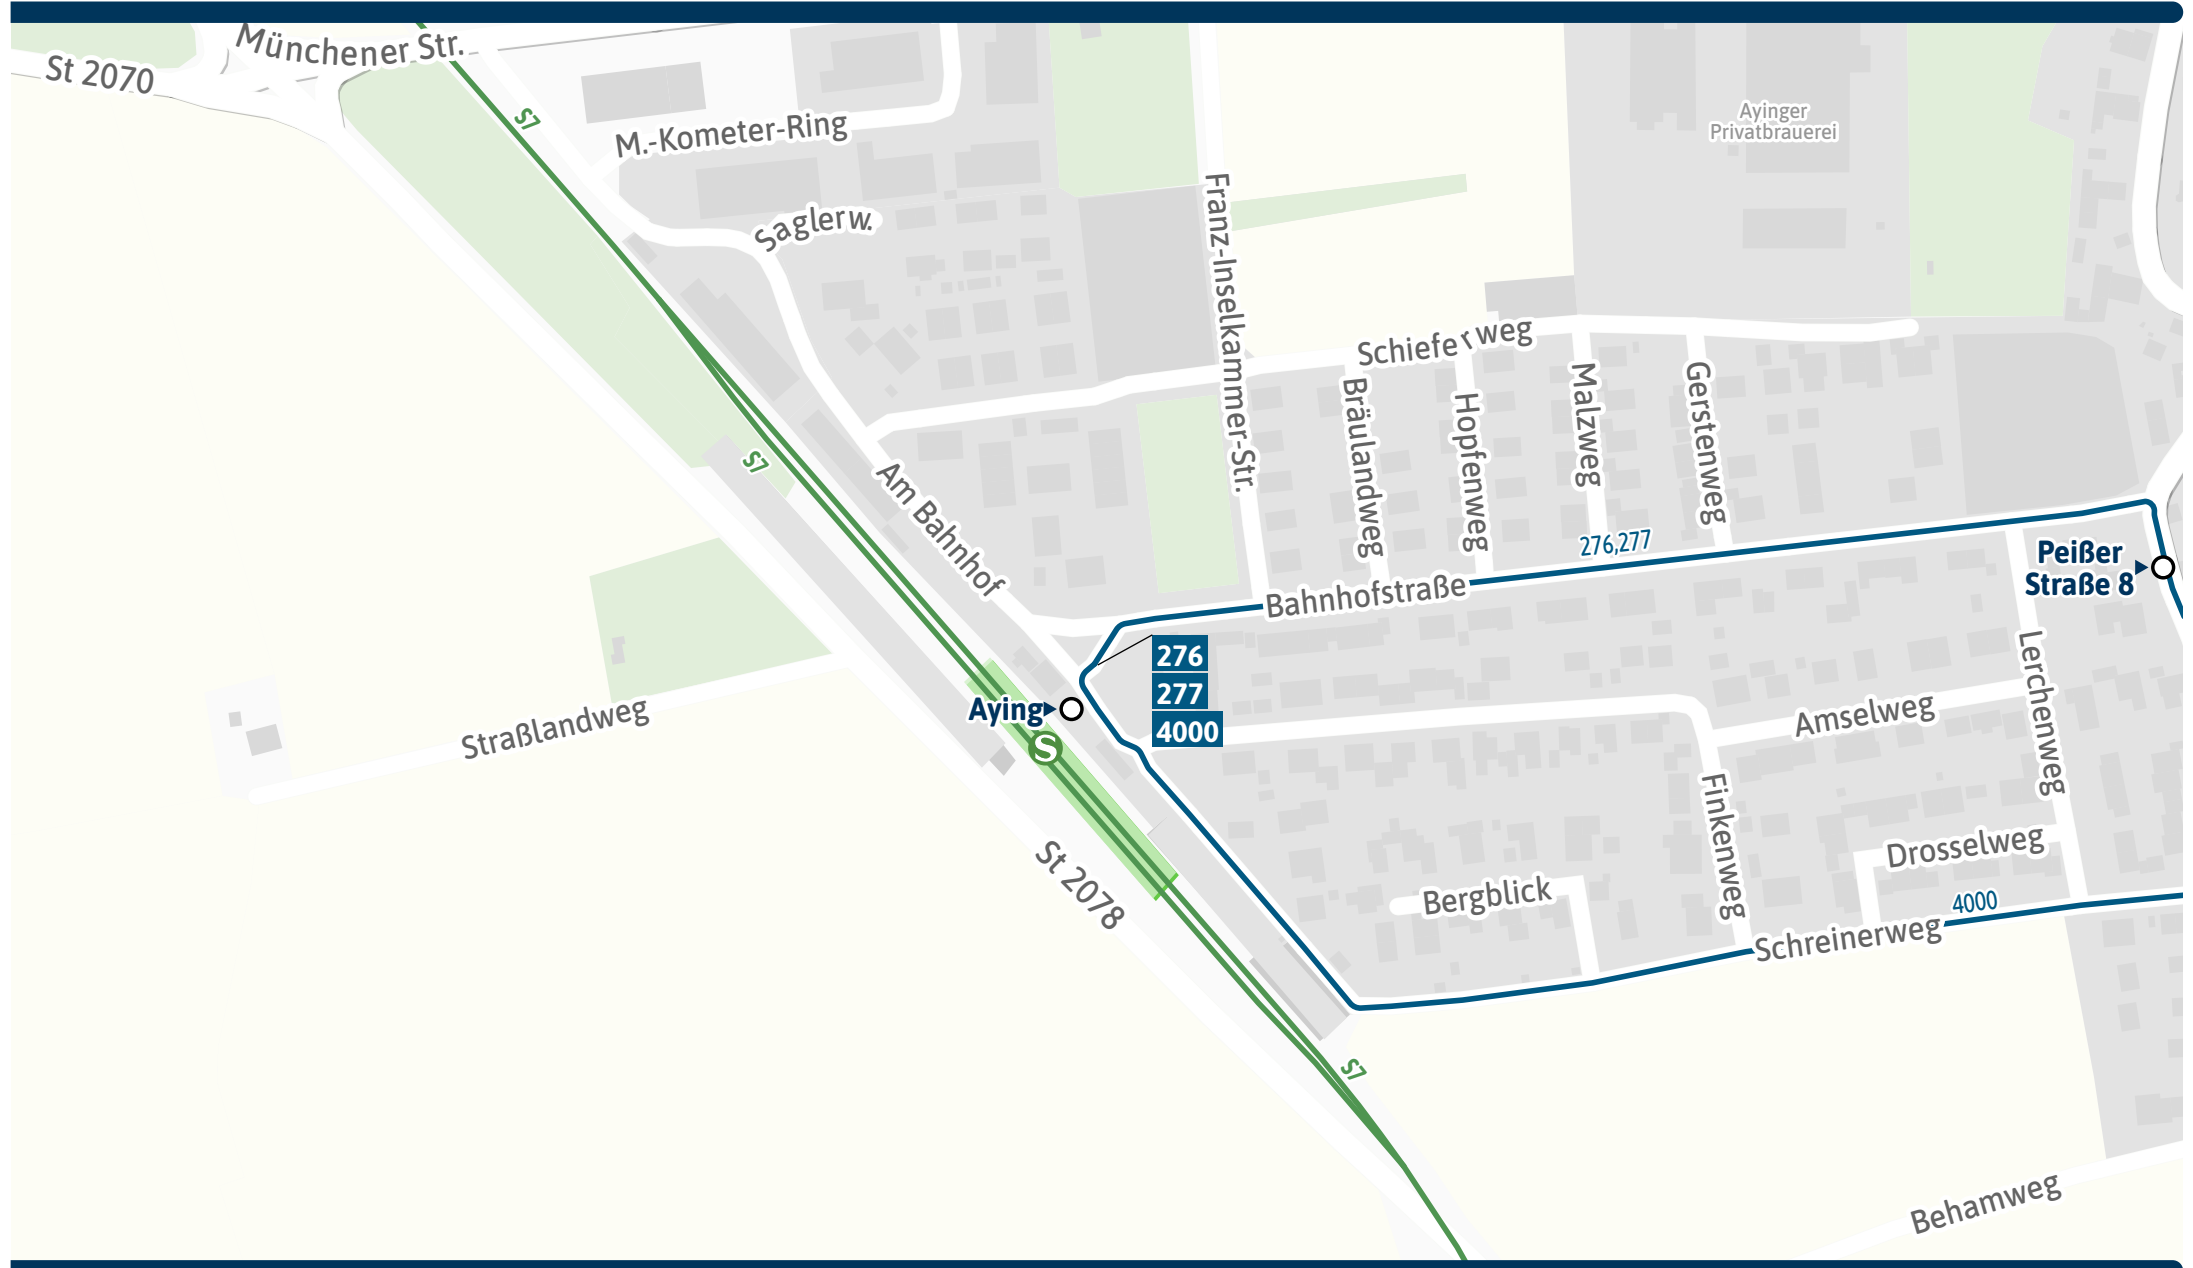 Münchener Str.
St 2070
S7
M.-Kometer-Ring
Ayinger
Privatbrauerei
Saglerw.
Franz-Inselkammer-Str.
Schieferweg
Bräulandweg
Hopfenweg
Malzweg
Gerstenweg
S7
Am Bahnhof
276,277
Peißer
Straße 8
Bahnhofstraße
276
277
4000
Aying
S
Straßlandweg
Lerchenweg
Amselweg
Finkenweg
Drosselweg
St 2078
Bergblick
4000
Schreinerweg
S7
Behamweg